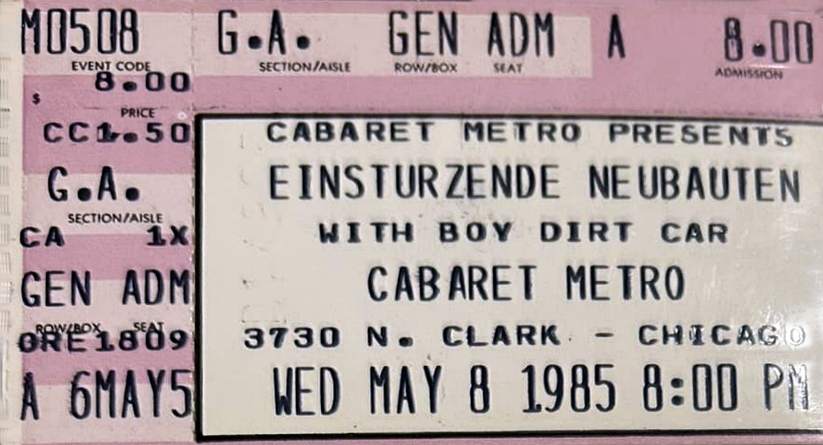 M0508 G.A. GEN ADM A 8.00
EVENT CODE SECTION/AISLE ROW/BOX SEAT ADMISSION
$ 8.00
PRICE
CC1.50
G.A.
SECTION/AISLE
CA 1X
GEN ADM
ROW/BOX SEAT
ORE1809
A 6MAY5
CABARET METRO PRESENTS
EINSTURZENDE NEUBAUTEN
WITH BOY DIRT CAR
CABARET METRO
3730 N. CLARK - CHICAGO
WED MAY 8 1985 8:00 PM